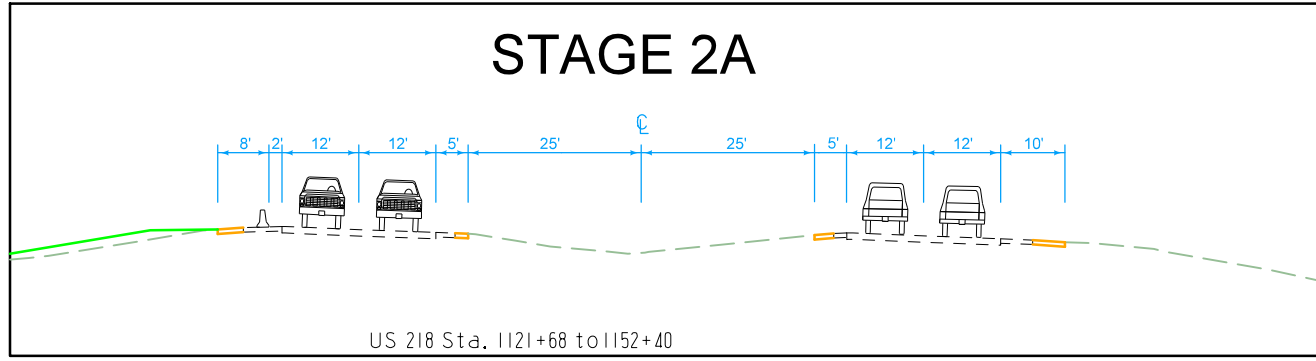 STAGE 2A
℄
8' 2' 12' 12' 5' 25' 25' 5' 12' 12' 10'
US 218 Sta. 1121+68 to 1152+40